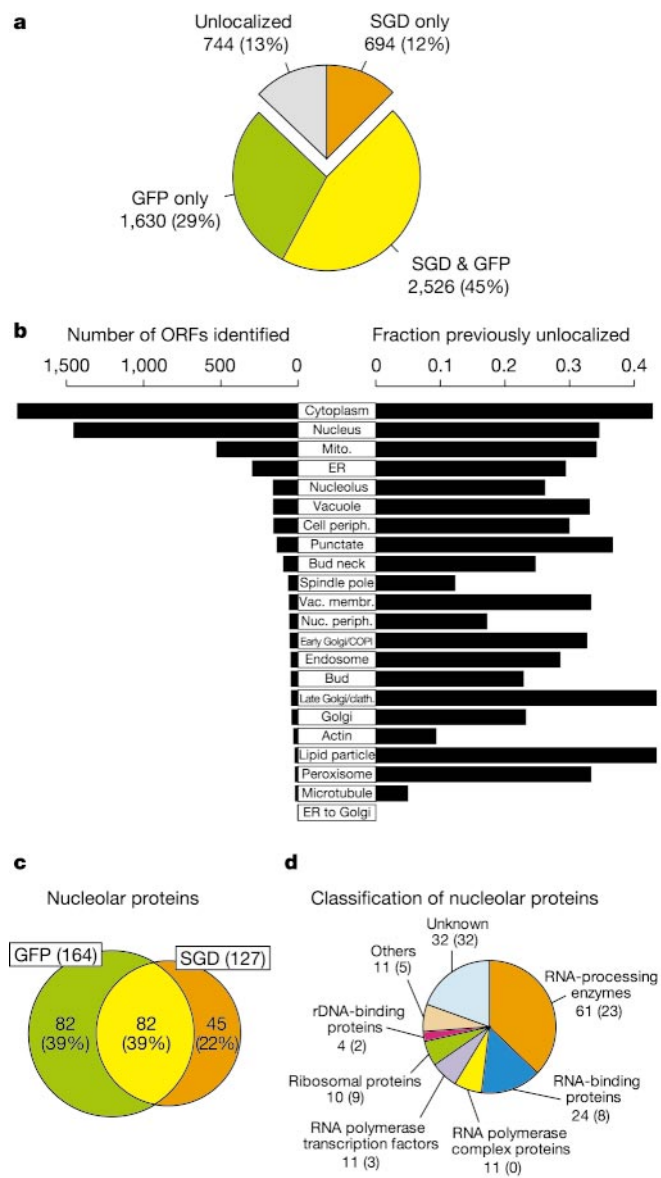 a
Unlocalized
744 (13%)
SGD only
694 (12%)
GFP only
1,630 (29%)
SGD & GFP
2,526 (45%)
b
Number of ORFs identified
Fraction previously unlocalized
1,500 1,000 500 0
0 0.1 0.2 0.3 0.4
Cytoplasm
Nucleus
Mito.
ER
Nucleolus
Vacuole
Cell periph.
Punctate
Bud neck
Spindle pole
Vac. membr.
Nuc. periph.
Early Golgi/COPI
Endosome
Bud
Late Golgi/clath.
Golgi
Actin
Lipid particle
Peroxisome
Microtubule
ER to Golgi
c
Nucleolar proteins
GFP (164)
SGD (127)
82
(39%)
82
(39%)
45
(22%)
d
Classification of nucleolar proteins
Unknown
32 (32)
Others
11 (5)
rDNA-binding
proteins
4 (2)
Ribosomal proteins
10 (9)
RNA polymerase
transcription factors
11 (3)
RNA polymerase
complex proteins
11 (0)
RNA-binding
proteins
24 (8)
RNA-processing
enzymes
61 (23)